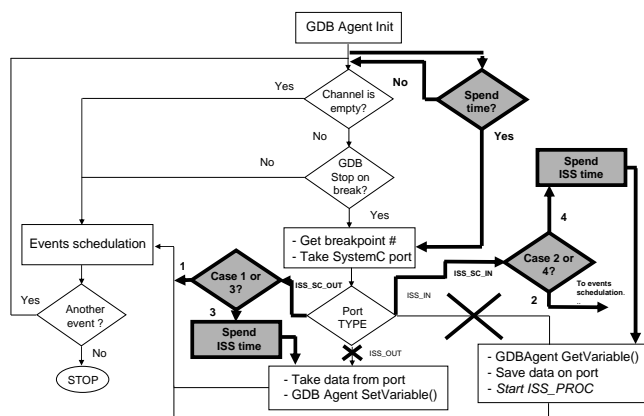 GDB Agent Init
Yes
Channel is
empty?
No
Spend
time?
Yes
No
No
GDB
Stop on
break?
Yes
Spend
ISS time
4
Events schedulation
- Get breakpoint #
- Take SystemC port
Case 2 or
4?
ISS_SC_IN
1
Case 1 or
3?
ISS_SC_OUT
ISS_IN
2
To events
schedulation.
..
Yes
Another
event ?
3
Port
TYPE
Spend
ISS time
No
ISS_OUT
STOP
- Take data from port
- GDB Agent SetVariable()
- GDBAgent GetVariable()
- Save data on port
- Start ISS_PROC